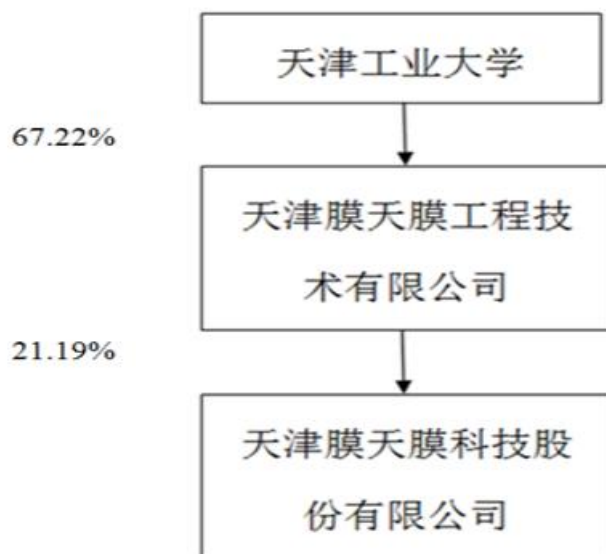 天津工业大学
67.22%
天津膜天膜工程技
术有限公司
21.19%
天津膜天膜科技股
份有限公司